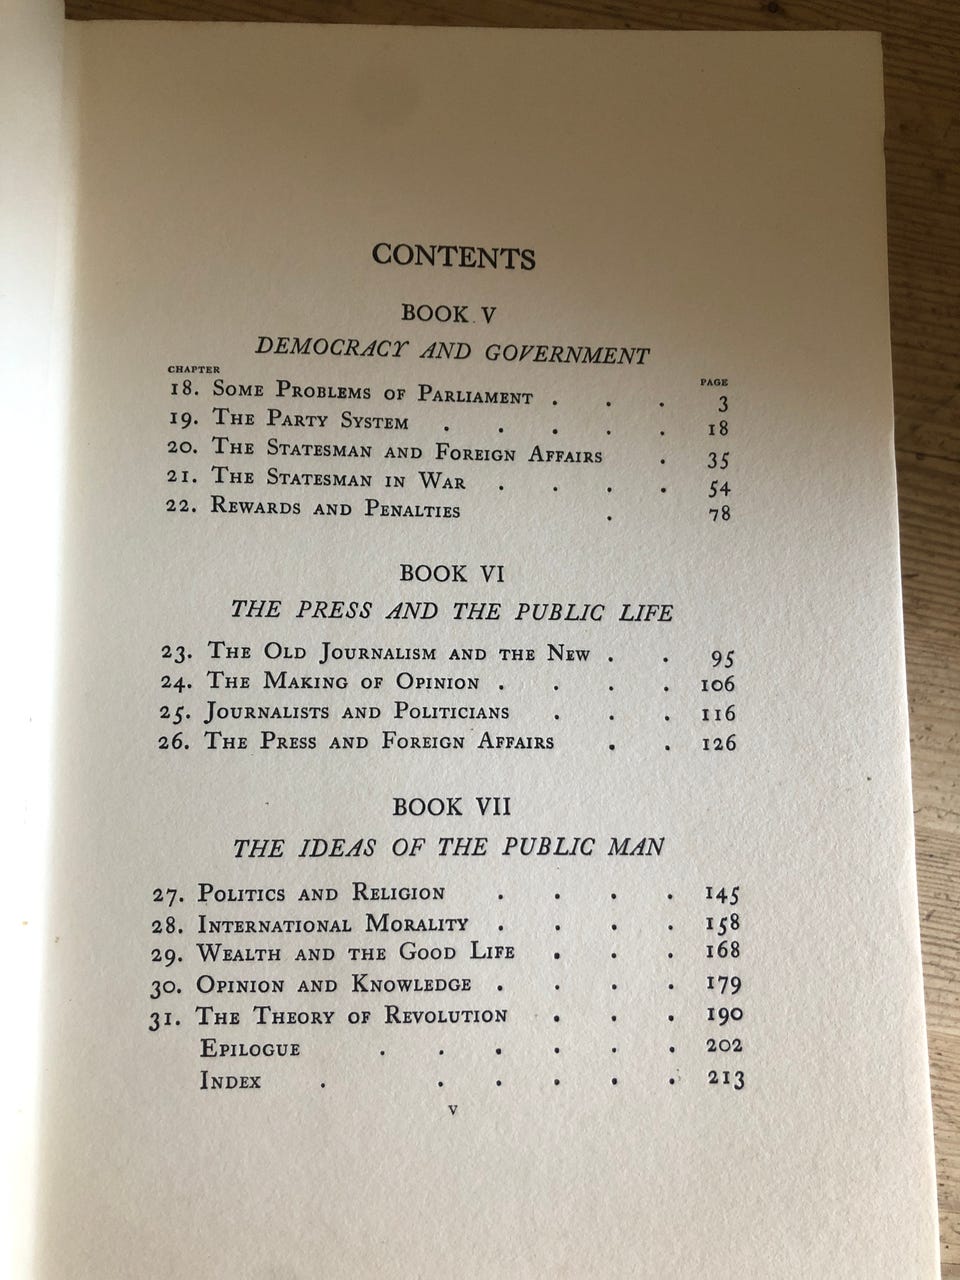 CONTENTS
BOOK V
DEMOCRACY AND GOVERNMENT
CHAPTER PAGE
18. Some Problems of Parliament . . . 3
19. The Party System . . . . . 18
20. The Statesman and Foreign Affairs . 35
21. The Statesman in War . . . . 54
22. Rewards and Penalties . 78
BOOK VI
THE PRESS AND THE PUBLIC LIFE
23. The Old Journalism and the New . . 95
24. The Making of Opinion . . . . 106
25. Journalists and Politicians . . . 116
26. The Press and Foreign Affairs . . 126
BOOK VII
THE IDEAS OF THE PUBLIC MAN
27. Politics and Religion . . . . 145
28. International Morality . . . . 158
29. Wealth and the Good Life . . . 168
30. Opinion and Knowledge . . . . 179
31. The Theory of Revolution . . . 190
Epilogue . . . . . . 202
Index . . . . . . 213
v